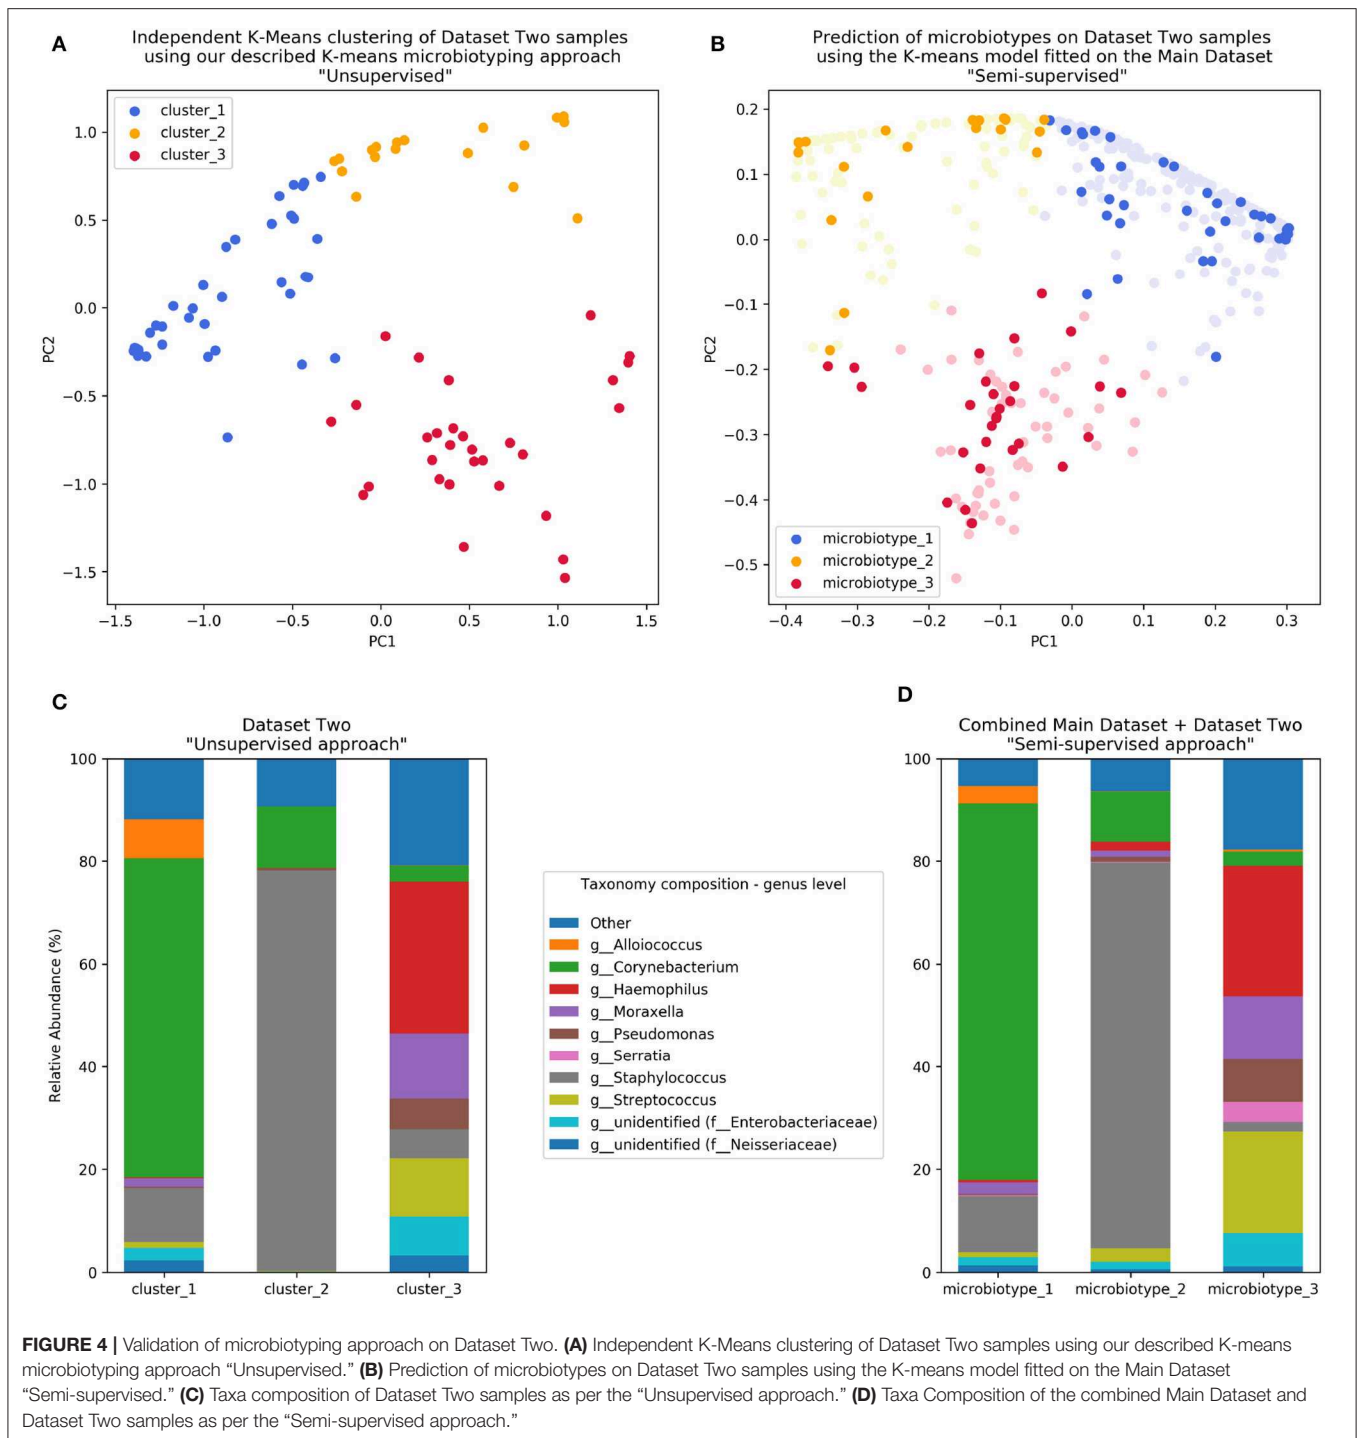 A
Independent K-Means clustering of Dataset Two samples
using our described K-means microbiotyping approach
"Unsupervised"
cluster_1
cluster_2
cluster_3
1.0
0.5
0.0
−0.5
−1.0
−1.5
PC2
−1.5 −1.0 −0.5 0.0 0.5 1.0 1.5
PC1
B
Prediction of microbiotypes on Dataset Two samples
using the K-means model fitted on the Main Dataset
"Semi-supervised"
0.2
0.1
0.0
−0.1
−0.2
−0.3
−0.4
−0.5
PC2
microbiotype_1
microbiotype_2
microbiotype_3
−0.4 −0.3 −0.2 −0.1 0.0 0.1 0.2 0.3
PC1
C
Dataset Two
"Unsupervised approach"
100
80
60
40
20
0
Relative Abundance (%)
cluster_1 cluster_2 cluster_3
Taxonomy composition - genus level
Other
g__Alloiococcus
g__Corynebacterium
g__Haemophilus
g__Moraxella
g__Pseudomonas
g__Serratia
g__Staphylococcus
g__Streptococcus
g__unidentified (f__Enterobacteriaceae)
g__unidentified (f__Neisseriaceae)
D
Combined Main Dataset + Dataset Two
"Semi-supervised approach"
100
80
60
40
20
0
microbiotype_1 microbiotype_2 microbiotype_3
FIGURE 4 | Validation of microbiotyping approach on Dataset Two. (A) Independent K-Means clustering of Dataset Two samples using our described K-means
microbiotyping approach “Unsupervised.” (B) Prediction of microbiotypes on Dataset Two samples using the K-means model fitted on the Main Dataset
“Semi-supervised.” (C) Taxa composition of Dataset Two samples as per the “Unsupervised approach.” (D) Taxa Composition of the combined Main Dataset and
Dataset Two samples as per the “Semi-supervised approach.”